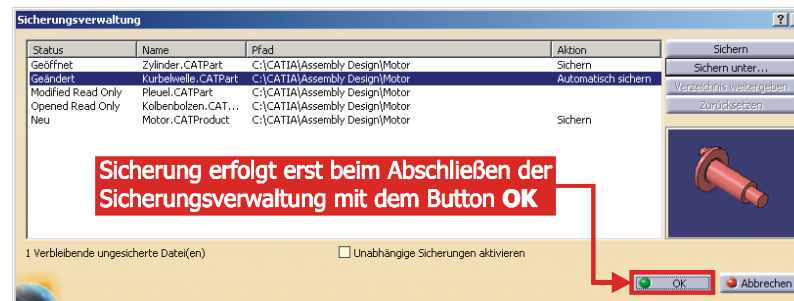 Sicherungsverwaltung
Status Name Pfad Aktion
Geöffnet Zylinder.CATPart C:\CATIA\Assembly Design\Motor Sichern
Geändert Kurbelwelle.CATPart C:\CATIA\Assembly Design\Motor Automatisch sichern
Modified Read Only Pleuel.CATPart C:\CATIA\Assembly Design\Motor
Opened Read Only Kolbenbolzen.CAT... C:\CATIA\Assembly Design\Motor
Neu Motor.CATProduct C:\CATIA\Assembly Design\Motor Sichern
Sichern
Sichern unter...
Verzeichnis weitergeben
Zurücksetzen
Sicherung erfolgt erst beim Abschließen der
Sicherungsverwaltung mit dem Button OK
1 Verbleibende ungesicherte Datei(en) Unabhängige Sicherungen aktivieren
OK Abbrechen